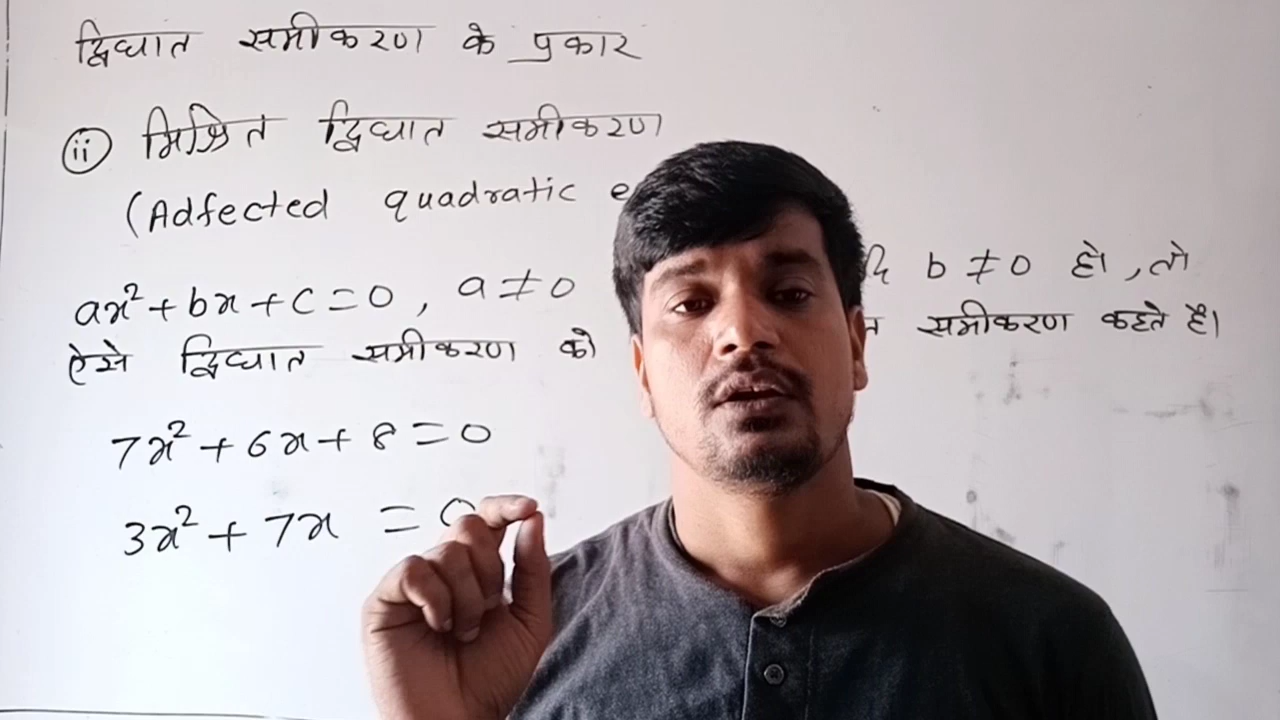 द्विघात समीकरण के प्रकार
ii मिश्रित द्विघात समीकरण
(Adfected quadratic e
ax² + bx + c = 0, a ≠ 0 दि b ≠ 0 हो, तो
ऐसे द्विघात समीकरण को समीकरण कहते है।
7x² + 6x + 8 = 0
3x² + 7x = 0